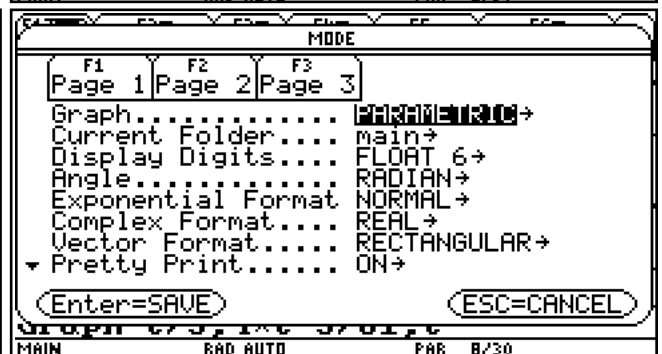 MODE
F1 F2 F3
Page 1 Page 2 Page 3
Graph............. PARAMETRIC→
Current Folder.... main→
Display Digits.... FLOAT 6→
Angle............. RADIAN→
Exponential Format NORMAL→
Complex Format.... REAL→
Vector Format..... RECTANGULAR→
Pretty Print...... ON→
Enter=SAVE ESC=CANCEL
MAIN RAD AUTO PAR 8/30